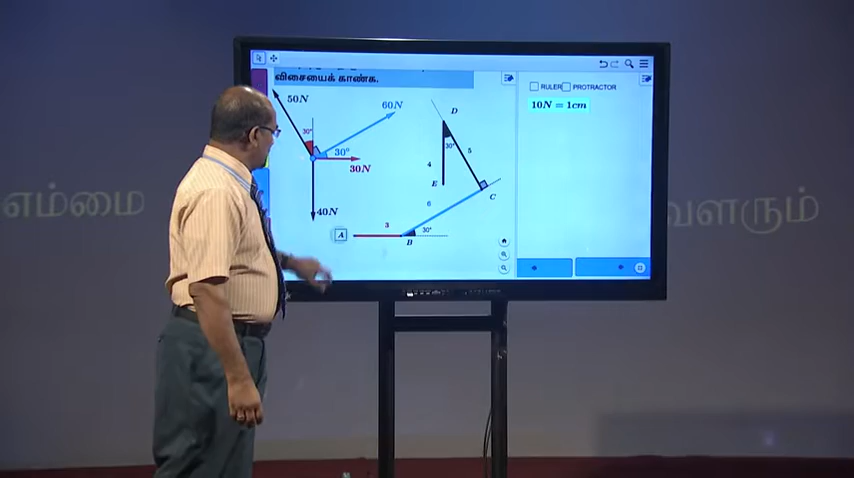 விசையைக் காண்க.
RULER PROTRACTOR
10N = 1cm
50N
60N
D
30°
30°
30°
5
30N
4
E
C
40N
6
3
A
30°
B
எம்மை
வளரும்